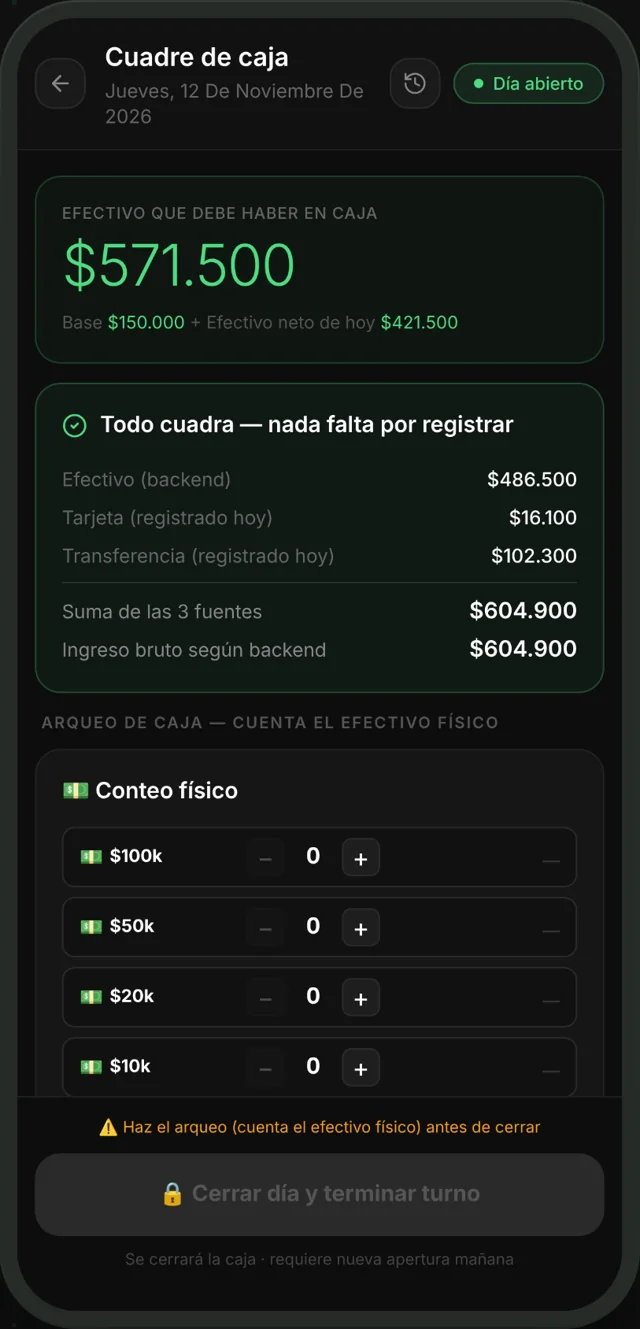 Cuadre de caja
Jueves, 12 De Noviembre De
2026
Día abierto
EFECTIVO QUE DEBE HABER EN CAJA
$571.500
Base $150.000 + Efectivo neto de hoy $421.500
Todo cuadra — nada falta por registrar
Efectivo (backend) $486.500
Tarjeta (registrado hoy) $16.100
Transferencia (registrado hoy) $102.300
Suma de las 3 fuentes $604.900
Ingreso bruto según backend $604.900
ARQUEO DE CAJA — CUENTA EL EFECTIVO FÍSICO
💵 Conteo físico
💵 $100k − 0 + —
💵 $50k − 0 + —
💵 $20k − 0 + —
💵 $10k − 0 + —
⚠️ Haz el arqueo (cuenta el efectivo físico) antes de cerrar
🔒 Cerrar día y terminar turno
Se cerrará la caja · requiere nueva apertura mañana